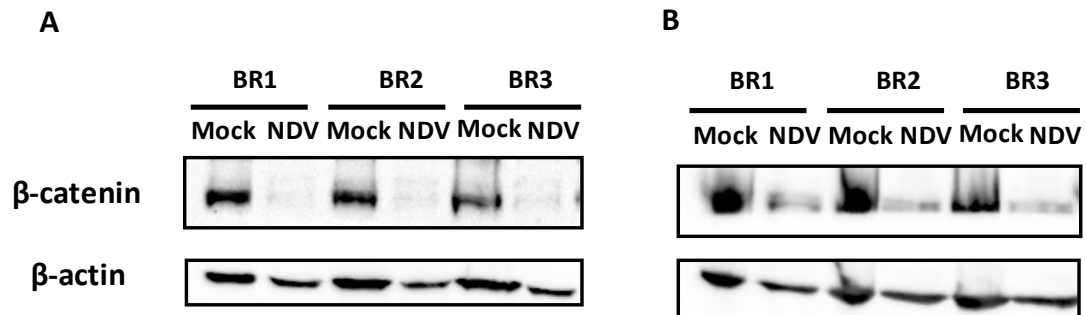 A
BR1 BR2 BR3
Mock NDV Mock NDV Mock NDV
β-catenin
β-actin
B
BR1 BR2 BR3
Mock NDV Mock NDV Mock NDV